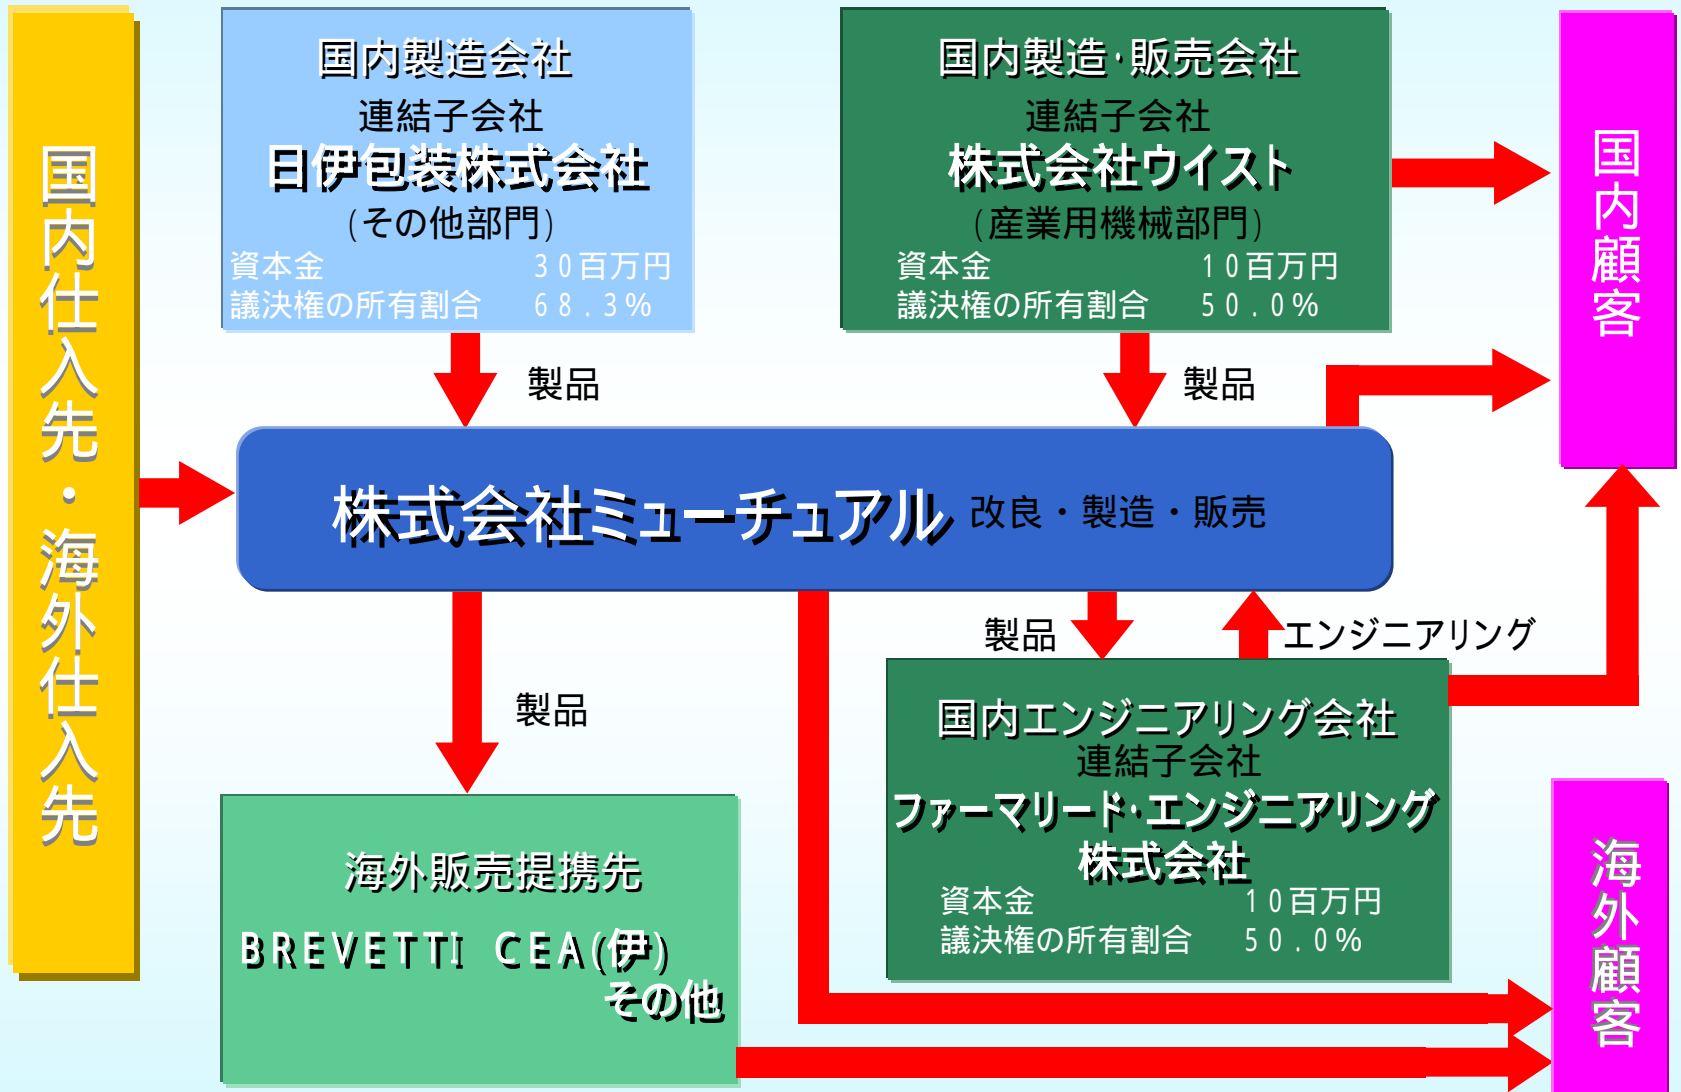 国内仕入先・海外仕入先
国内製造会社
連結子会社
日伊包装株式会社
（その他部門）
資本金 30百万円
議決権の所有割合 68.3%
国内製造・販売会社
連結子会社
株式会社ウイスト
（産業用機械部門）
資本金 10百万円
議決権の所有割合 50.0%
国内顧客
製品
製品
株式会社ミューチュアル 改良・製造・販売
製品
エンジニアリング
製品
国内エンジニアリング会社
連結子会社
ファーマリード・エンジニアリング
株式会社
資本金 10百万円
議決権の所有割合 50.0%
海外販売提携先
BREVETTI CEA(伊)
その他
海外顧客